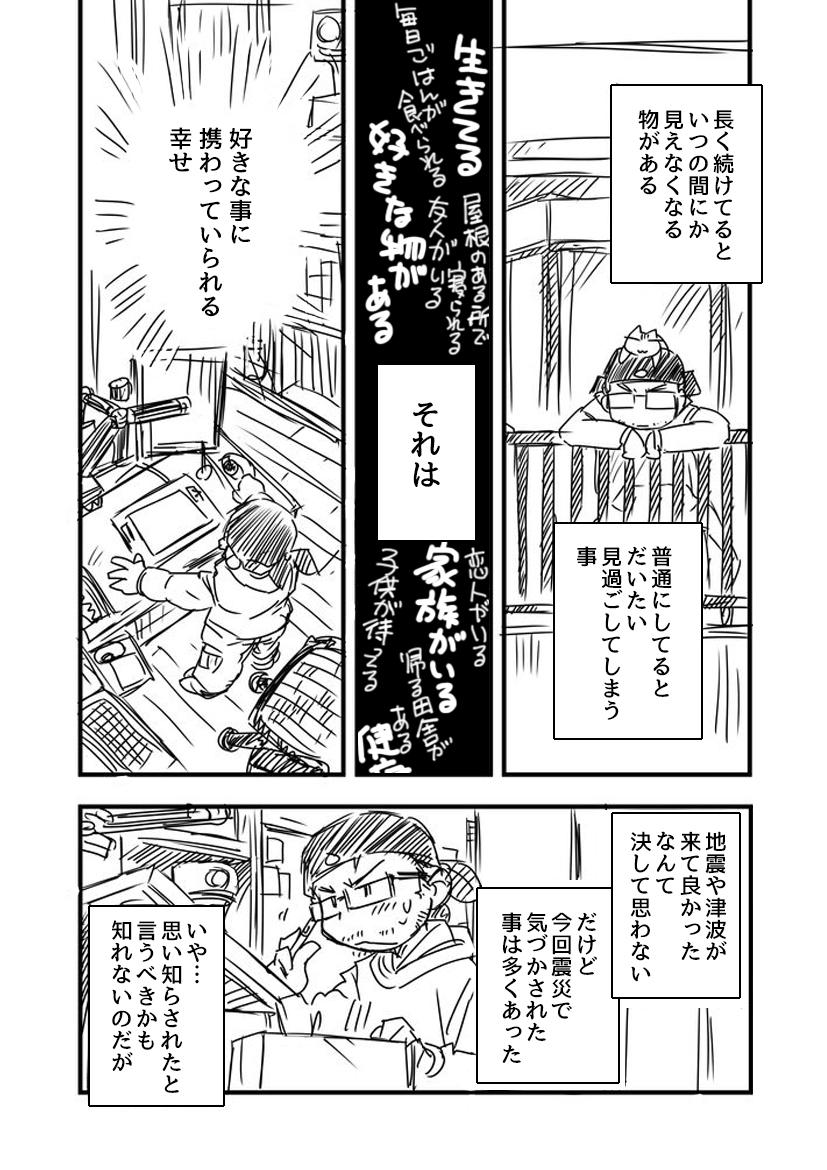 長く続けてると
いつの間にか
見えなくなる
物がある
普通にしてると
だいたい
見過ごしてしまう
事
生きてる
毎日ごはんが
食べられる
屋根のある所で
寝られる
友人がいる
好きな物が
ある
それは
恋人がいる
家族がいる
子供が待ってる
帰る田舎が
ある
健康
好きな事に
携わっていられる
幸せ
地震や津波が
来て良かった
なんて
決して思わない
だけど
今回震災で
気づかされた
事は多くあった
いや…
思い知らされたと
言うべきかも
知れないのだが